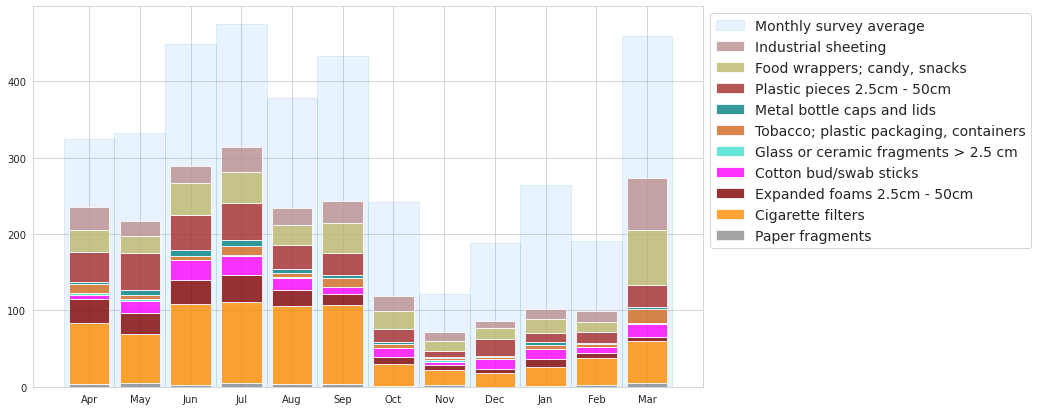 400
300
200
100
0
Apr May Jun Jul Aug Sep Oct Nov Dec Jan Feb Mar
Monthly survey average
Industrial sheeting
Food wrappers; candy, snacks
Plastic pieces 2.5cm - 50cm
Metal bottle caps and lids
Tobacco; plastic packaging, containers
Glass or ceramic fragments > 2.5 cm
Cotton bud/swab sticks
Expanded foams 2.5cm - 50cm
Cigarette filters
Paper fragments